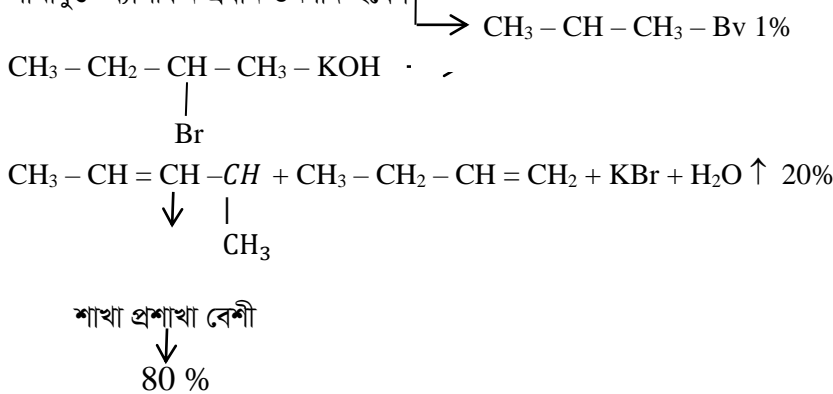 CH₃ – CH – CH₃ – Bv 1%
CH₃ – CH₂ – CH – CH₃ – KOH
Br
CH₃ – CH = CH –CH + CH₃ – CH₂ – CH = CH₂ + KBr + H₂O ↑ 20%
CH₃
শাখা প্রশাখা বেশী
80 %